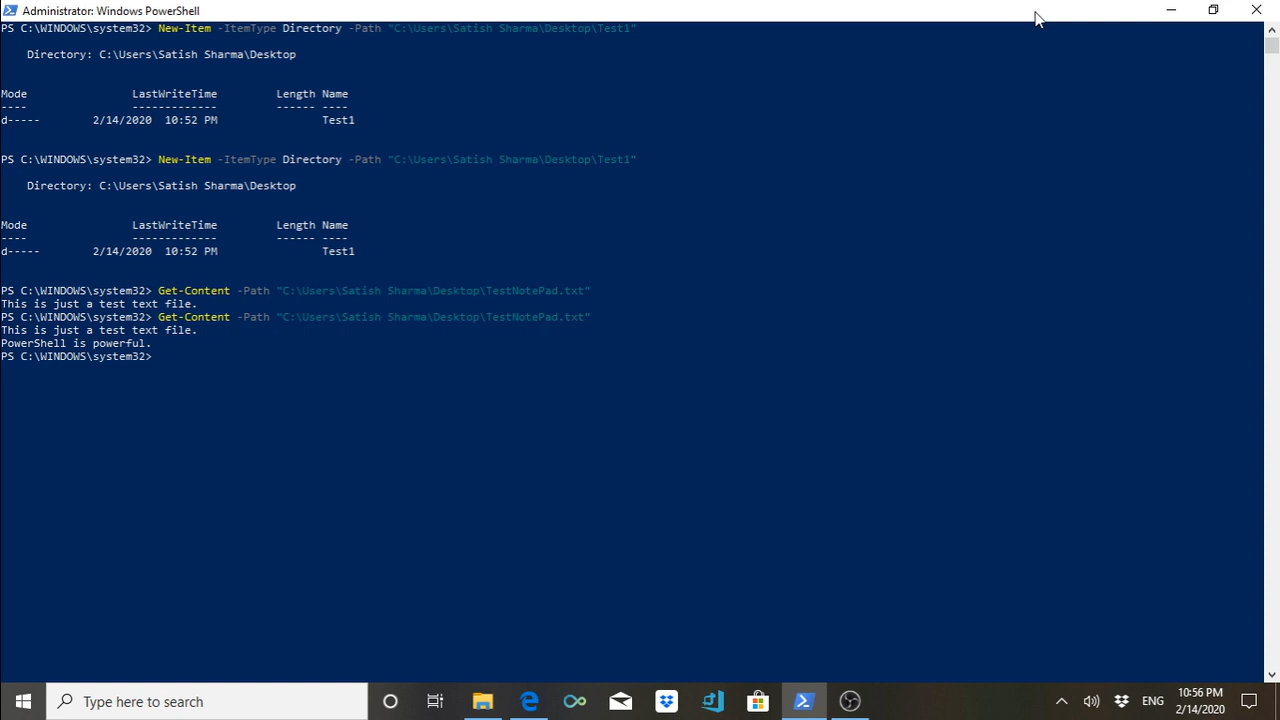 Administrator: Windows PowerShell
PS C:\WINDOWS\system32> New-Item -ItemType Directory -Path "C:\Users\Satish Sharma\Desktop\Test1"
Directory: C:\Users\Satish Sharma\Desktop
Mode LastWriteTime Length Name
---- ------------- ------ ----
d----- 2/14/2020 10:52 PM Test1
PS C:\WINDOWS\system32> New-Item -ItemType Directory -Path "C:\Users\Satish Sharma\Desktop\Test1"
Directory: C:\Users\Satish Sharma\Desktop
Mode LastWriteTime Length Name
---- ------------- ------ ----
d----- 2/14/2020 10:52 PM Test1
PS C:\WINDOWS\system32> Get-Content -Path "C:\Users\Satish Sharma\Desktop\TestNotePad.txt"
This is just a test text file.
PS C:\WINDOWS\system32> Get-Content -Path "C:\Users\Satish Sharma\Desktop\TestNotePad.txt"
This is just a test text file.
PowerShell is powerful.
PS C:\WINDOWS\system32>
Type here to search
ENG
10:56 PM
2/14/2020